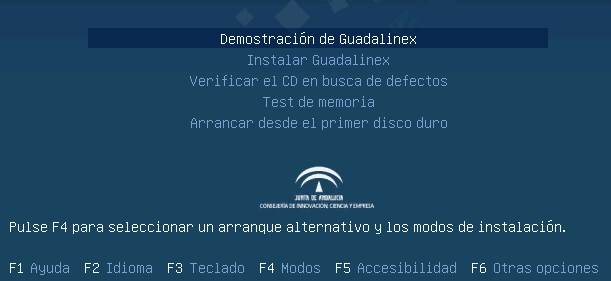 Demostración de Guadalinex
Instalar Guadalinex
Verificar el CD en busca de defectos
Test de memoria
Arrancar desde el primer disco duro
JUNTA DE ANDALUCIA
CONSEJERÍA DE INNOVACIÓN, CIENCIA Y EMPRESA
Pulse F4 para seleccionar un arranque alternativo y los modos de instalación.
F1 Ayuda F2 Idioma F3 Teclado F4 Modos F5 Accesibilidad F6 Otras opciones